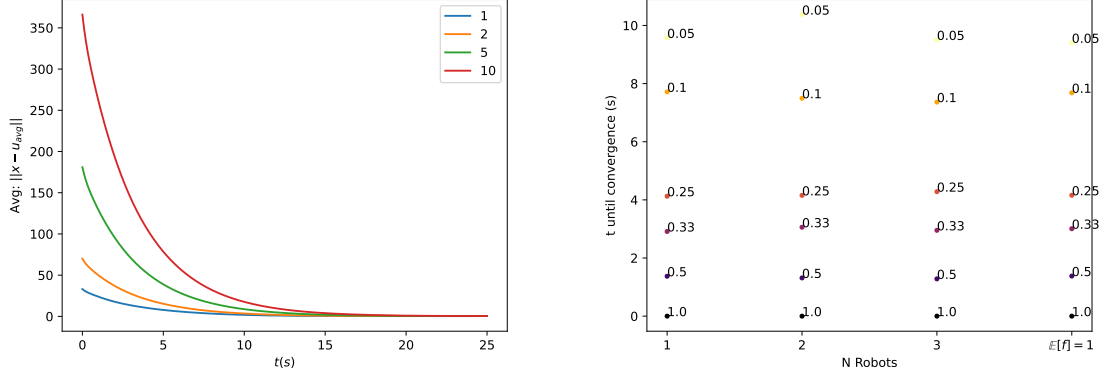 350
300
250
200
150
100
50
0
Avg: ||x − u_avg||
0 5 10 15 20 25
t(s)
1
2
5
10
10
8
6
4
2
0
t until convergence (s)
0.05 0.05 0.05 0.05
0.1 0.1 0.1 0.1
0.25 0.25 0.25 0.25
0.33 0.33 0.33 0.33
0.5 0.5 0.5 0.5
1.0 1.0 1.0 1.0
1 2 3 𝔼[f] = 1
N Robots